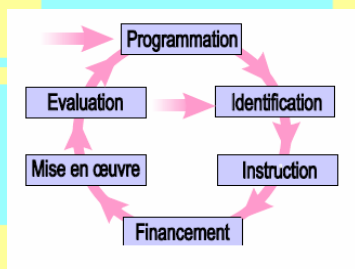 Programmation
Evaluation
Identification
Mise en œuvre
Instruction
Financement